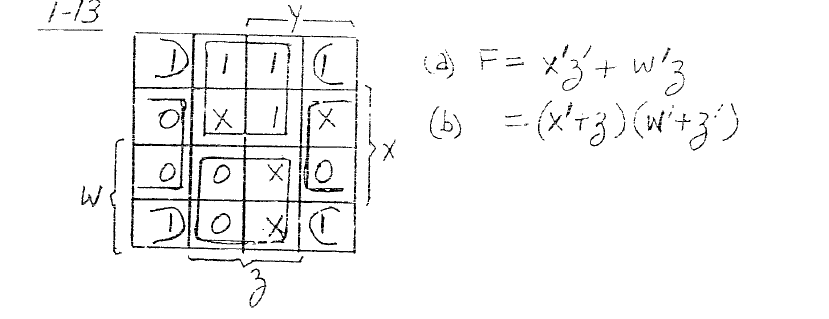 1-13
y
1 1 1 1
0 X 1 X
0 0 X 0
1 0 X 1
x
w
z
(a) F = x'z' + w'z
(b) = (x'+z)(w'+z')